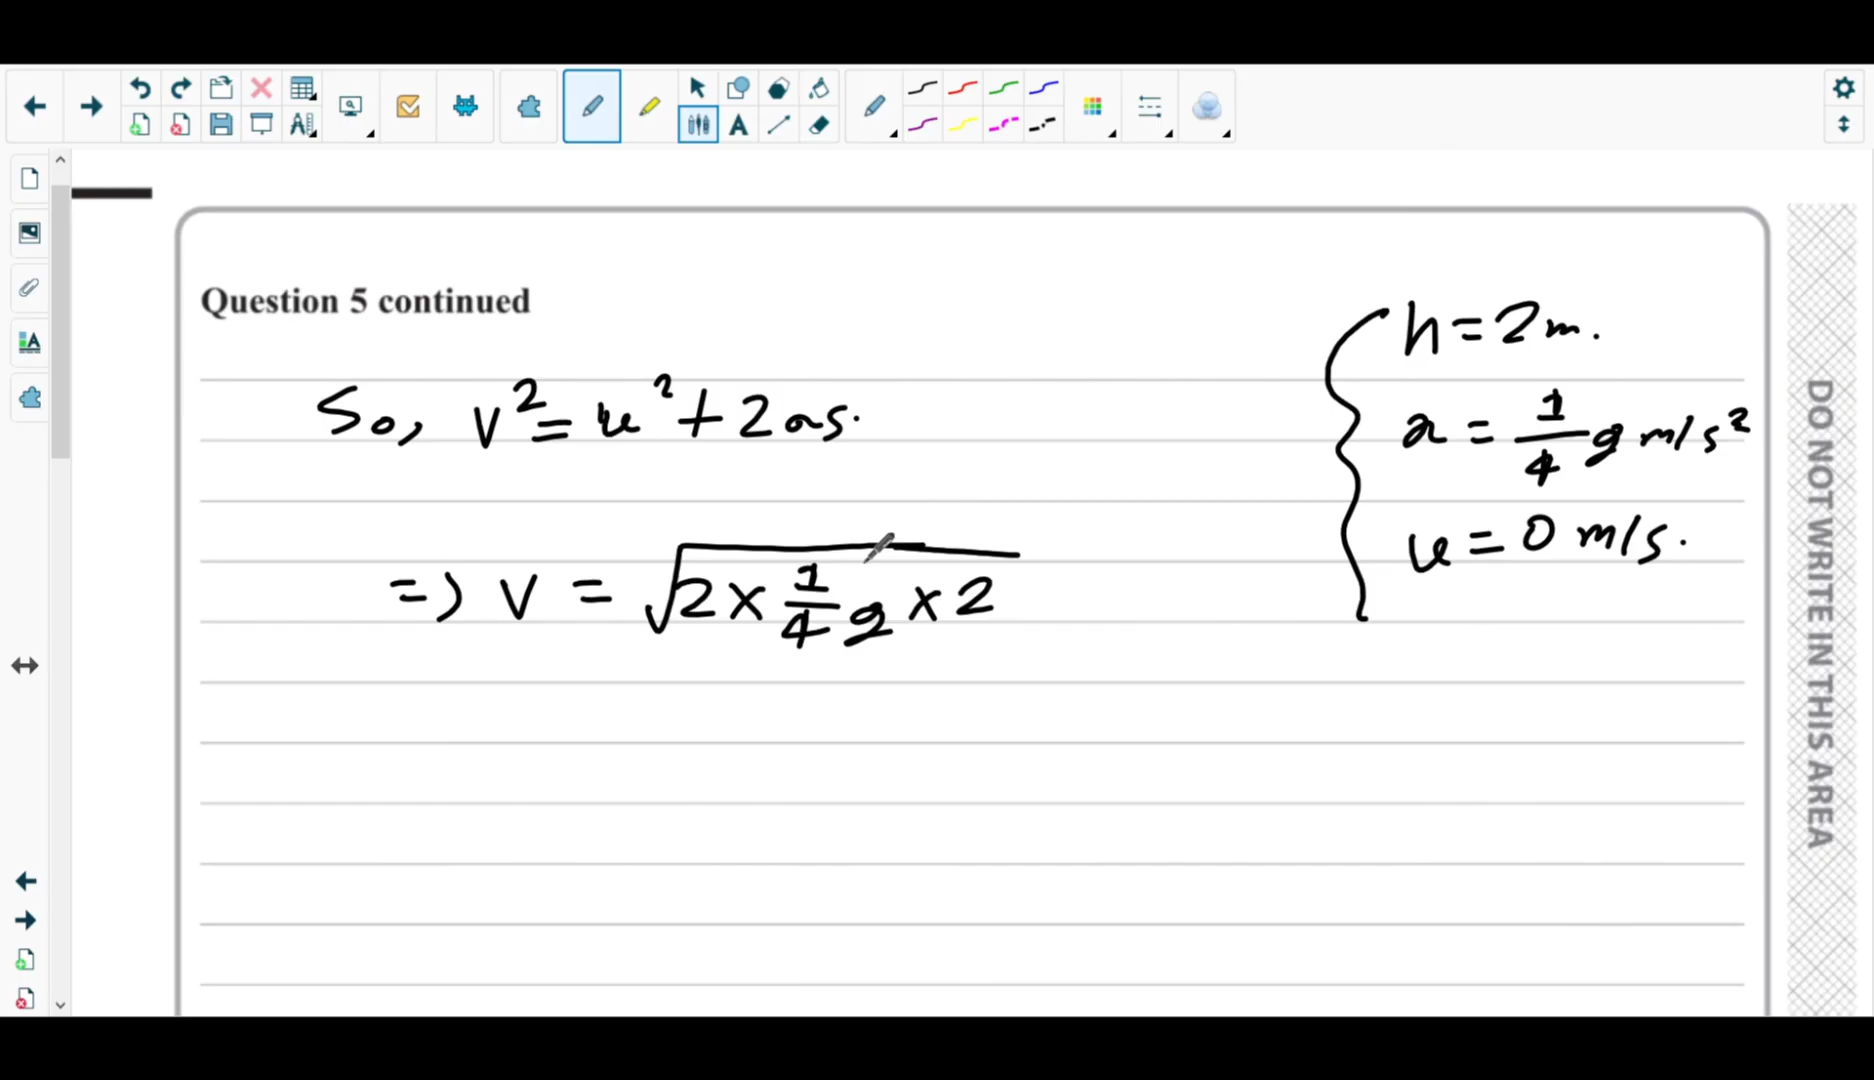 Question 5 continued
So, v² = u² + 2as.
=> v = √(2 × 1/4 g × 2)
h = 2m.
a = 1/4 g m/s²
u = 0 m/s.
DO NOT WRITE IN THIS AREA